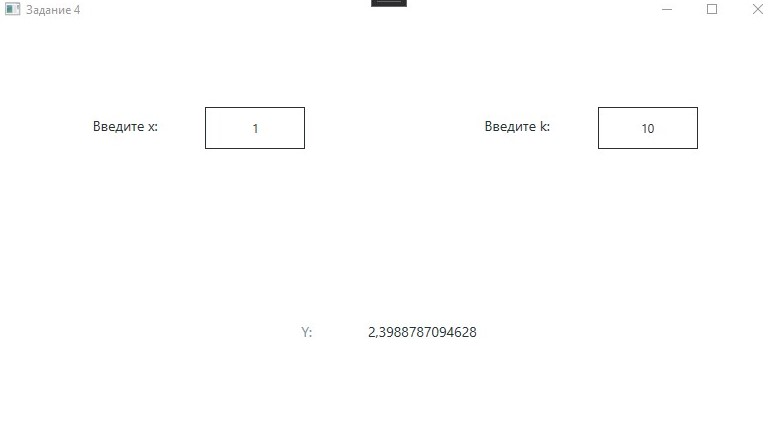 Задание 4
Введите x: 1 Введите k: 10
Y: 2,3988787094628